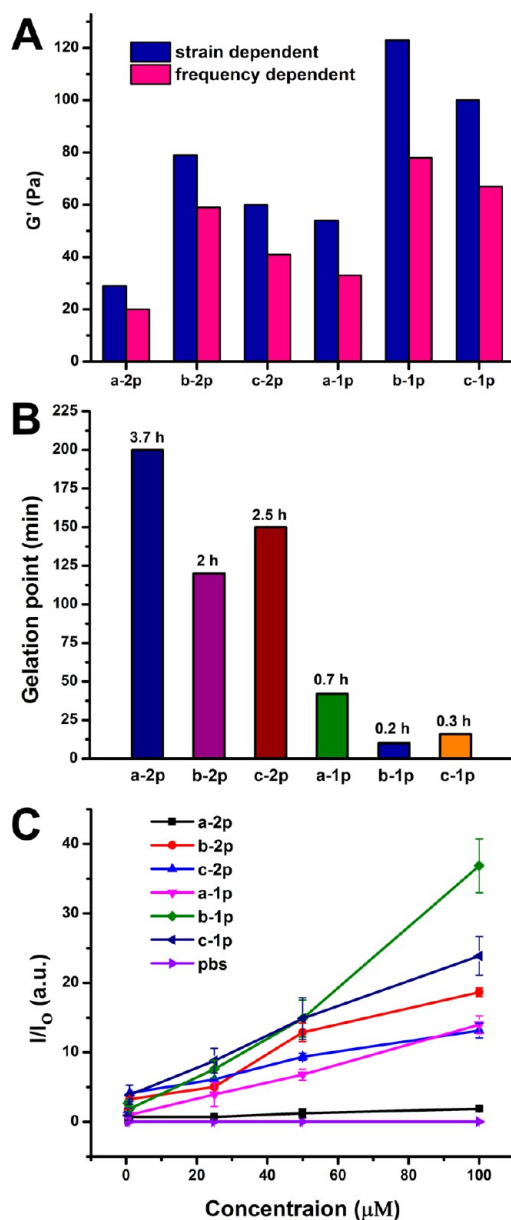 A
strain dependent
frequency dependent
120
100
80
60
40
20
0
G' (Pa)
a-2p b-2p c-2p a-1p b-1p c-1p
B
225
200
175
150
125
100
75
50
25
0
Gelation point (min)
3.7 h
2 h
2.5 h
0.7 h
0.2 h
0.3 h
a-2p b-2p c-2p a-1p b-1p c-1p
C
a-2p
b-2p
c-2p
a-1p
b-1p
c-1p
pbs
40
30
20
10
0
I/Io (a.u.)
0 20 40 60 80 100
Concentraion (μM)